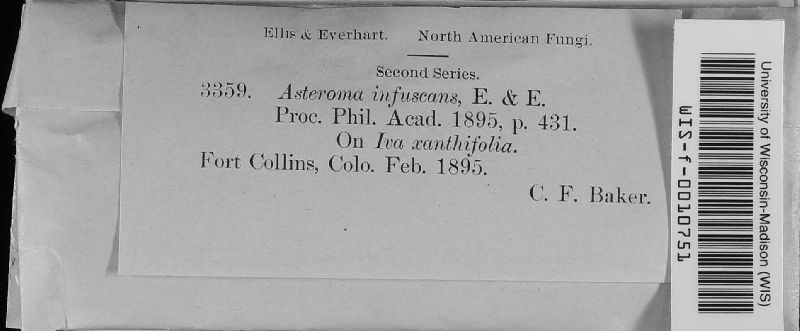 Ellis & Everhart. North American Fungi.
Second Series.
3359. Asteroma infuscans, E. & E.
Proc. Phil. Acad. 1895, p. 431.
On Iva xanthifolia.
Fort Collins, Colo. Feb. 1895.
C. F. Baker.
University of Wisconsin-Madison (WIS)
WIS-f-0010751